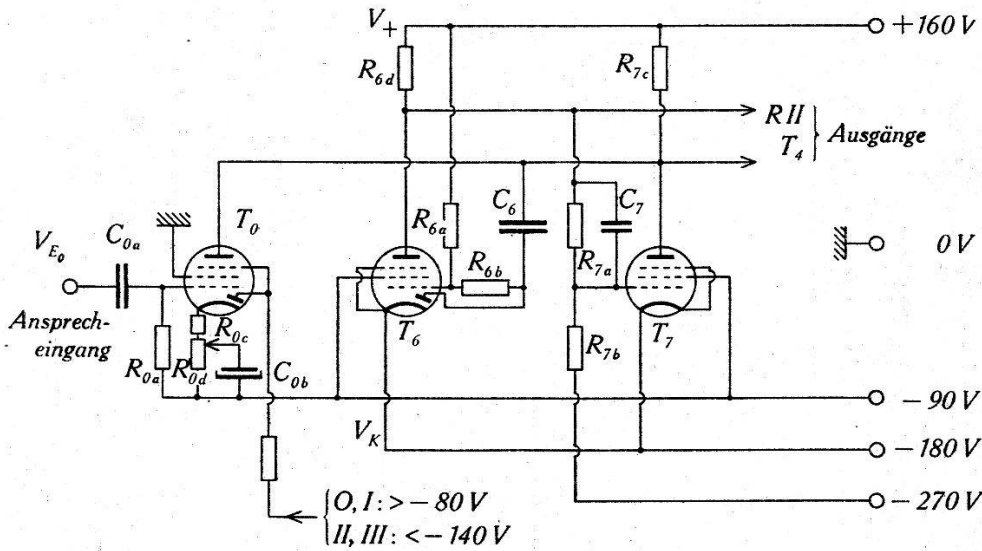 V+
+160 V
R6d
R7c
RII
T4
Ausgänge
T0
C6
C7
C0a
R6a
VE0
R6b
R7a
0 V
Ansprech-
eingang
T6
T7
R0c
R7b
R0a
R0d
C0b
-90 V
VK
-180 V
O, I: >-80 V
II, III: <-140 V
-270 V